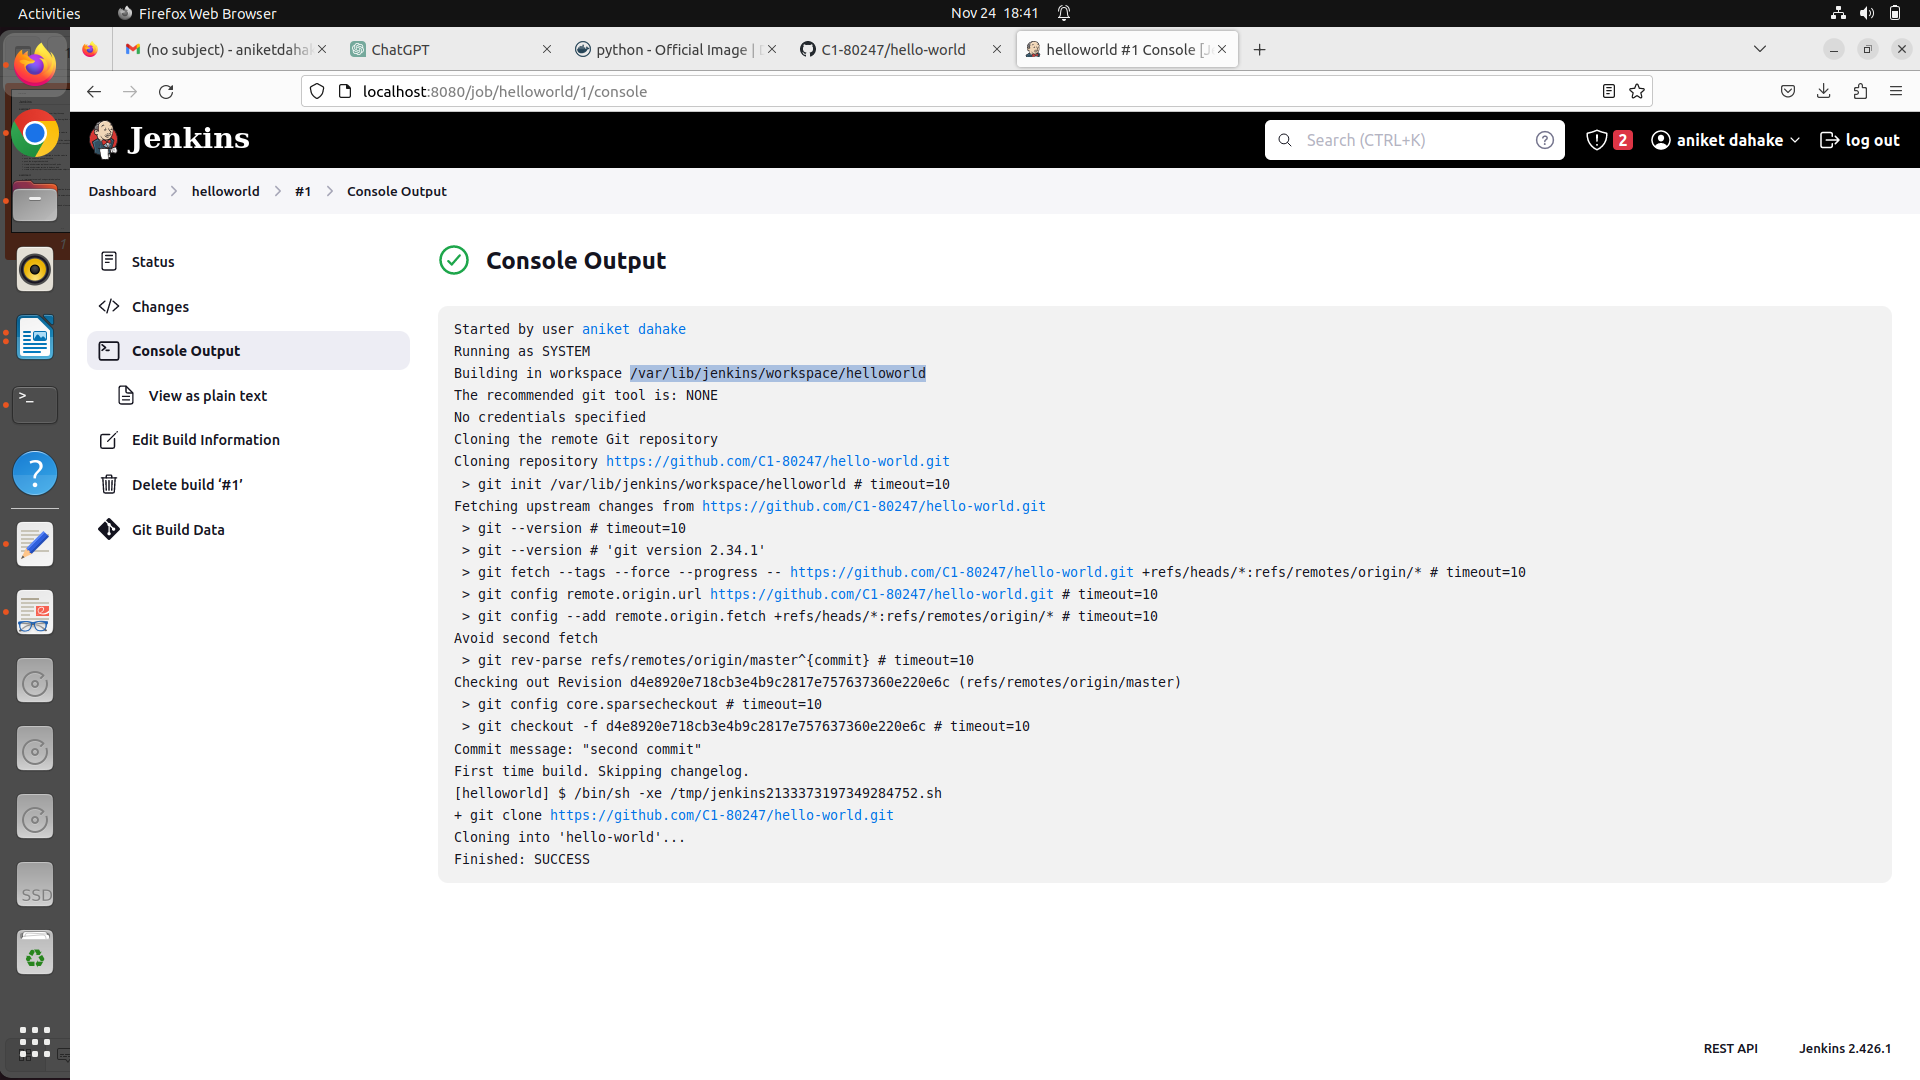 Activities Firefox Web Browser Nov 24 18:41
(no subject) - aniketdahak ChatGPT python - Official Image | D C1-80247/hello-world helloworld #1 Console [J
localhost:8080/job/helloworld/1/console
Jenkins Search (CTRL+K) ? 2 aniket dahake log out
Dashboard helloworld #1 Console Output
Status
Changes
Console Output
View as plain text
Edit Build Information
Delete build ‘#1’
Git Build Data
Console Output
Started by user aniket dahake
Running as SYSTEM
Building in workspace /var/lib/jenkins/workspace/helloworld
The recommended git tool is: NONE
No credentials specified
Cloning the remote Git repository
Cloning repository https://github.com/C1-80247/hello-world.git
 > git init /var/lib/jenkins/workspace/helloworld # timeout=10
Fetching upstream changes from https://github.com/C1-80247/hello-world.git
 > git --version # timeout=10
 > git --version # 'git version 2.34.1'
 > git fetch --tags --force --progress -- https://github.com/C1-80247/hello-world.git +refs/heads/*:refs/remotes/origin/* # timeout=10
 > git config remote.origin.url https://github.com/C1-80247/hello-world.git # timeout=10
 > git config --add remote.origin.fetch +refs/heads/*:refs/remotes/origin/* # timeout=10
Avoid second fetch
 > git rev-parse refs/remotes/origin/master^{commit} # timeout=10
Checking out Revision d4e8920e718cb3e4b9c2817e757637360e220e6c (refs/remotes/origin/master)
 > git config core.sparsecheckout # timeout=10
 > git checkout -f d4e8920e718cb3e4b9c2817e757637360e220e6c # timeout=10
Commit message: "second commit"
First time build. Skipping changelog.
[helloworld] $ /bin/sh -xe /tmp/jenkins2133373197349284752.sh
+ git clone https://github.com/C1-80247/hello-world.git
Cloning into 'hello-world'...
Finished: SUCCESS
SSD
REST API Jenkins 2.426.1